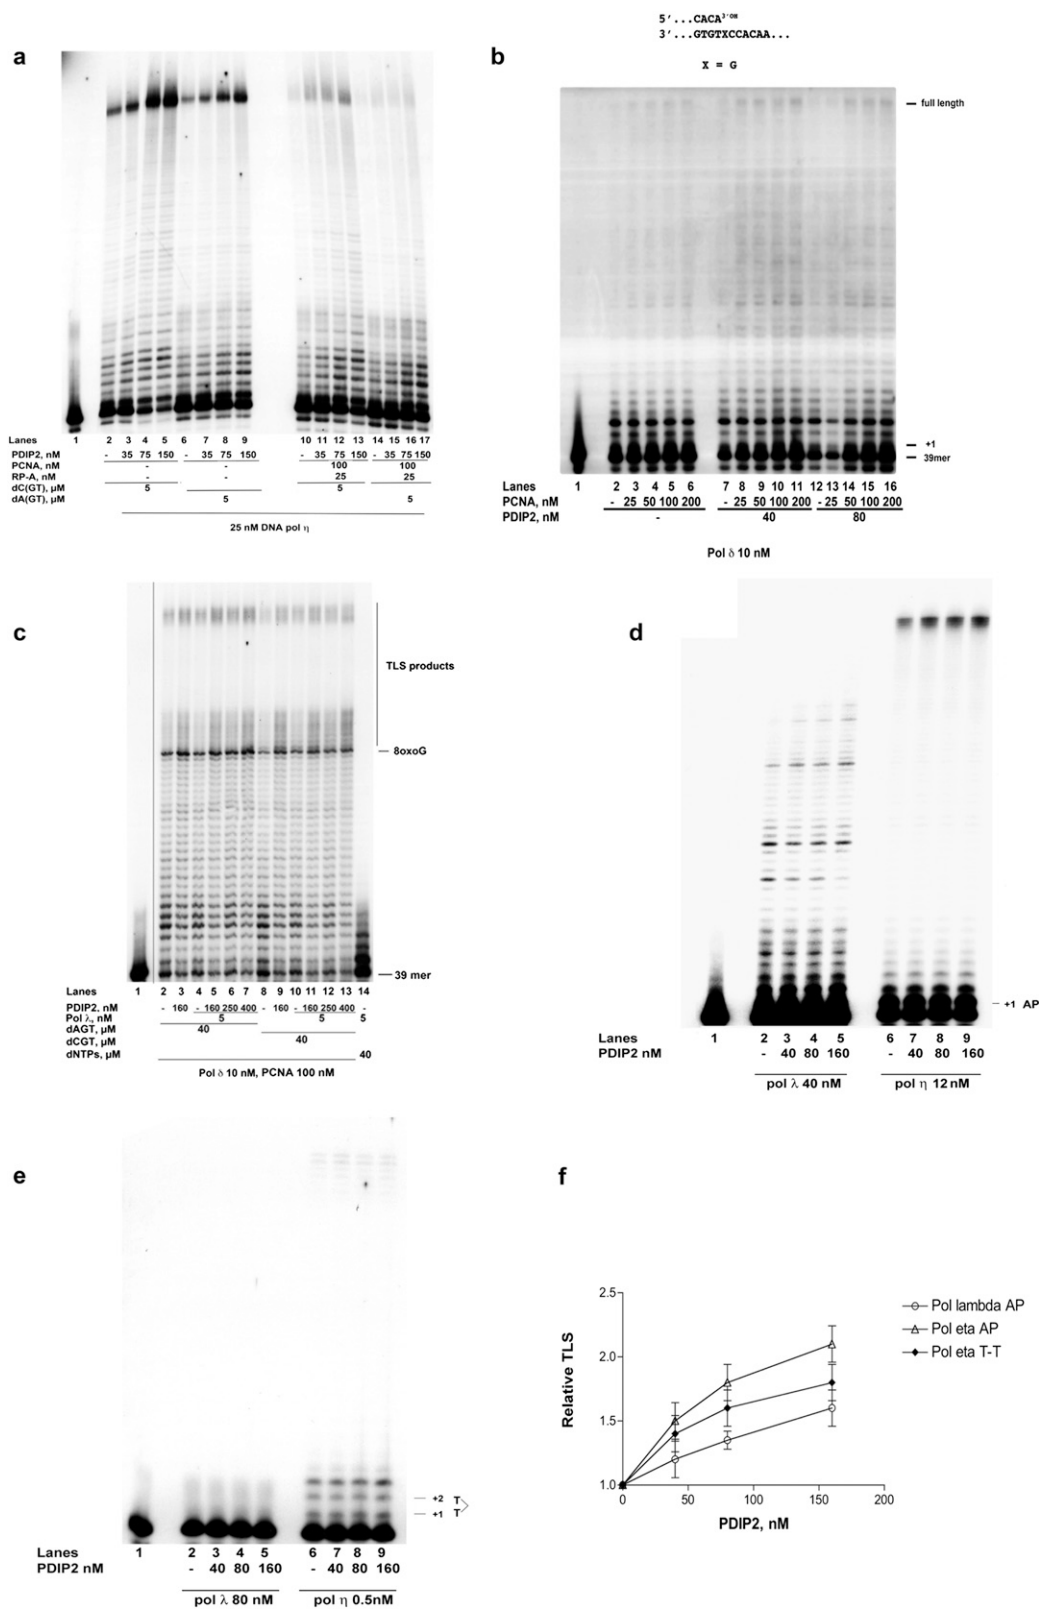 5′...CACA3′-OH
3′...GTGTXCCACAA...
X = G
a
Lanes 1 2 3 4 5 6 7 8 9 10 11 12 13 14 15 16 17
PDIP2, nM - 35 75 150 - 35 75 150 - 35 75 150 - 35 75 150
PCNA, nM - - 100 100
RP-A, nM 25 25
dC(GT), µM 5 5
dA(GT), µM 5 5
25 nM DNA pol η
b
full length
+1
39mer
1 2 3 4 5 6 7 8 9 10 11 12 13 14 15 16
Lanes
PCNA, nM - 25 50 100 200 - 25 50 100 200 - 25 50 100 200
PDIP2, nM - 40 80
Pol δ 10 nM
c
TLS products
8oxoG
39 mer
Lanes 1 2 3 4 5 6 7 8 9 10 11 12 13 14
PDIP2, nM - 160 - 160 250 400 - 160 - 160 250 400 -
Pol λ, nM 5 5 5
dAGT, µM 40
dCGT, µM 40
dNTPs, µM 40
Pol δ 10 nM, PCNA 100 nM
d
+1 AP
Lanes 1 2 3 4 5 6 7 8 9
PDIP2 nM - 40 80 160 - 40 80 160
pol λ 40 nM pol η 12 nM
e
+2 T
+1 T
Lanes 1 2 3 4 5 6 7 8 9
PDIP2 nM - 40 80 160 - 40 80 160
pol λ 80 nM pol η 0.5nM
f
2.5
2.0
1.5
1.0
Relative TLS
0 50 100 150 200
PDIP2, nM
Pol lambda AP
Pol eta AP
Pol eta T-T